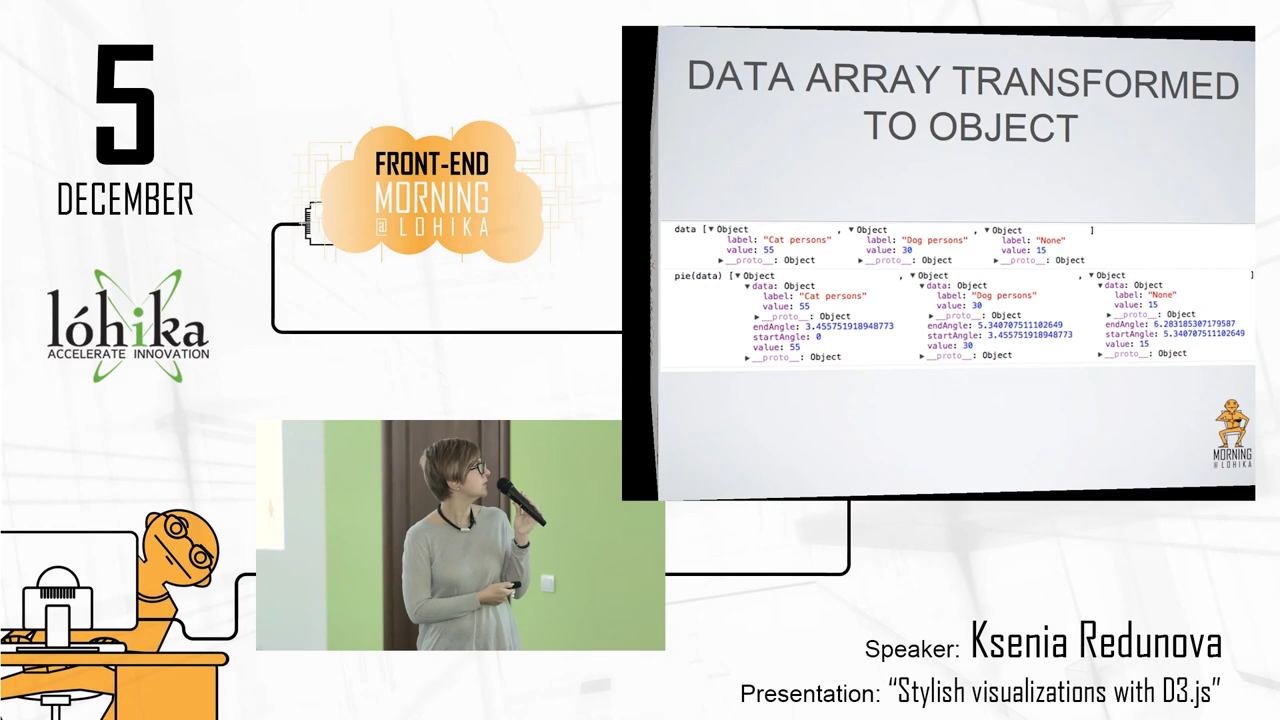 5
DECEMBER
lóhika
ACCELERATE INNOVATION
FRONT-END
MORNING
@ LOHIKA
DATA ARRAY TRANSFORMED
TO OBJECT
data [▼Object , ▼Object , ▼Object ]
label: "Cat persons" label: "Dog persons" label: "None"
value: 55 value: 30 value: 15
▶__proto__: Object ▶__proto__: Object ▶__proto__: Object
pie(data) [▼Object , ▼Object , ▼Object ]
▼data: Object ▼data: Object ▼data: Object
label: "Cat persons" label: "Dog persons" label: "None"
value: 55 value: 30 value: 15
▶__proto__: Object ▶__proto__: Object ▶__proto__: Object
endAngle: 3.455751918948773 endAngle: 5.340707511102649 endAngle: 6.283185307179587
startAngle: 0 startAngle: 3.455751918948773 startAngle: 5.340707511102649
value: 55 value: 30 value: 15
▶__proto__: Object ▶__proto__: Object ▶__proto__: Object
MORNING
@ LOHIKA
Speaker: Ksenia Redunova
Presentation: “Stylish visualizations with D3.js”